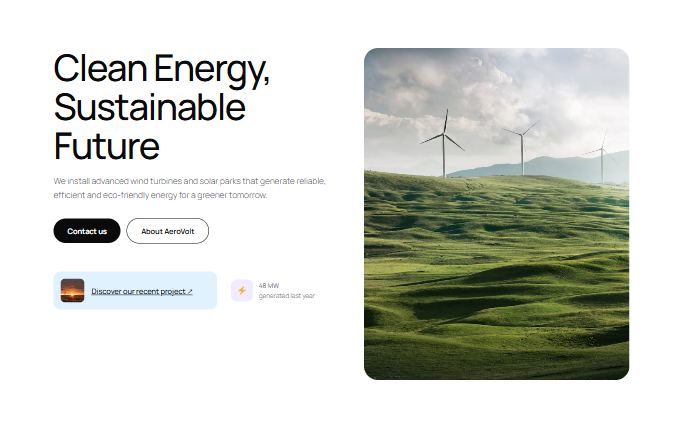 Clean Energy,
Sustainable
Future
We install advanced wind turbines and solar parks that generate reliable,
efficient and eco-friendly energy for a greener tomorrow.
Contact us
About AeroVolt
Discover our recent project ↗
48 MW
generated last year